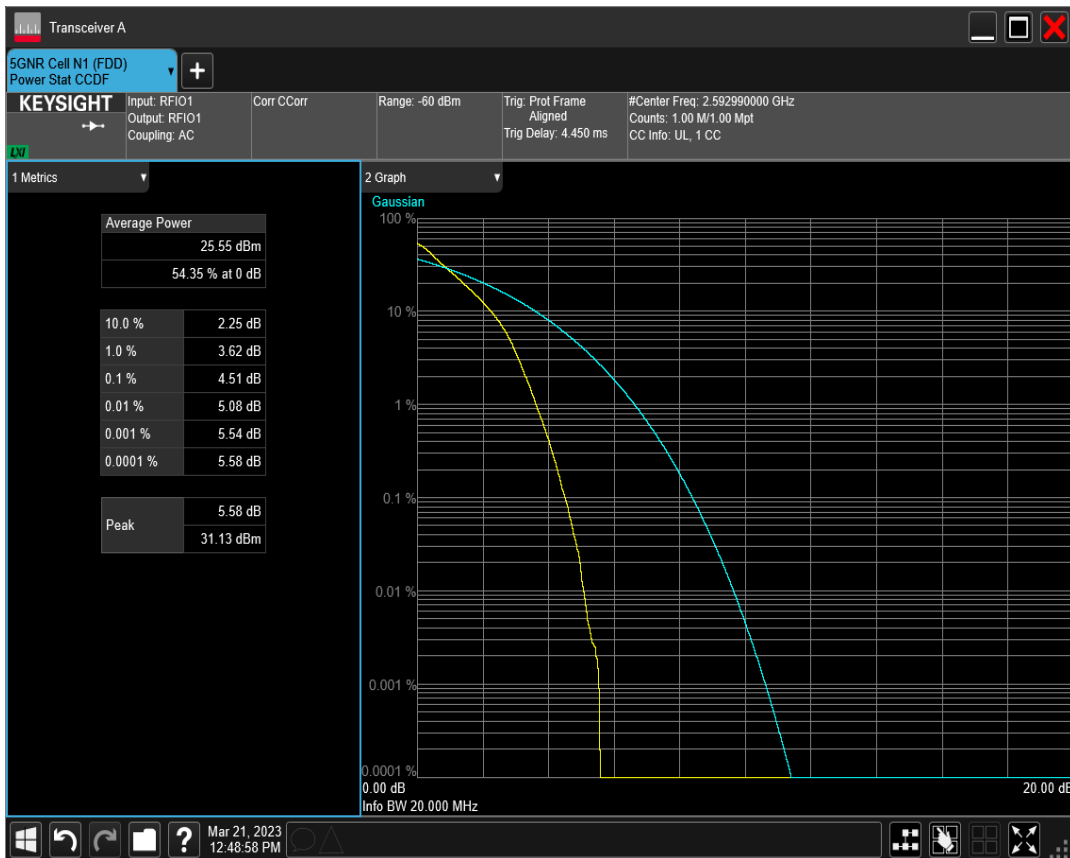 Transceiver A
5GNR Cell N1 (FDD)
Power Stat CCDF
KEYSIGHT
LXI
Input: RFIO1
Output: RFIO1
Coupling: AC
Corr CCorr
Range: -60 dBm
Trig: Prot Frame
Aligned
Trig Delay: 4.450 ms
#Center Freq: 2.592990000 GHz
Counts: 1.00 M/1.00 Mpt
CC Info: UL, 1 CC
1 Metrics
Average Power
25.55 dBm
54.35 % at 0 dB
10.0 % 2.25 dB
1.0 % 3.62 dB
0.1 % 4.51 dB
0.01 % 5.08 dB
0.001 % 5.54 dB
0.0001 % 5.58 dB
Peak 5.58 dB
31.13 dBm
2 Graph
Gaussian
100 %
10 %
1 %
0.1 %
0.01 %
0.001 %
0.0001 %
0.00 dB 20.00 dB
Info BW 20.000 MHz
Mar 21, 2023
12:48:58 PM